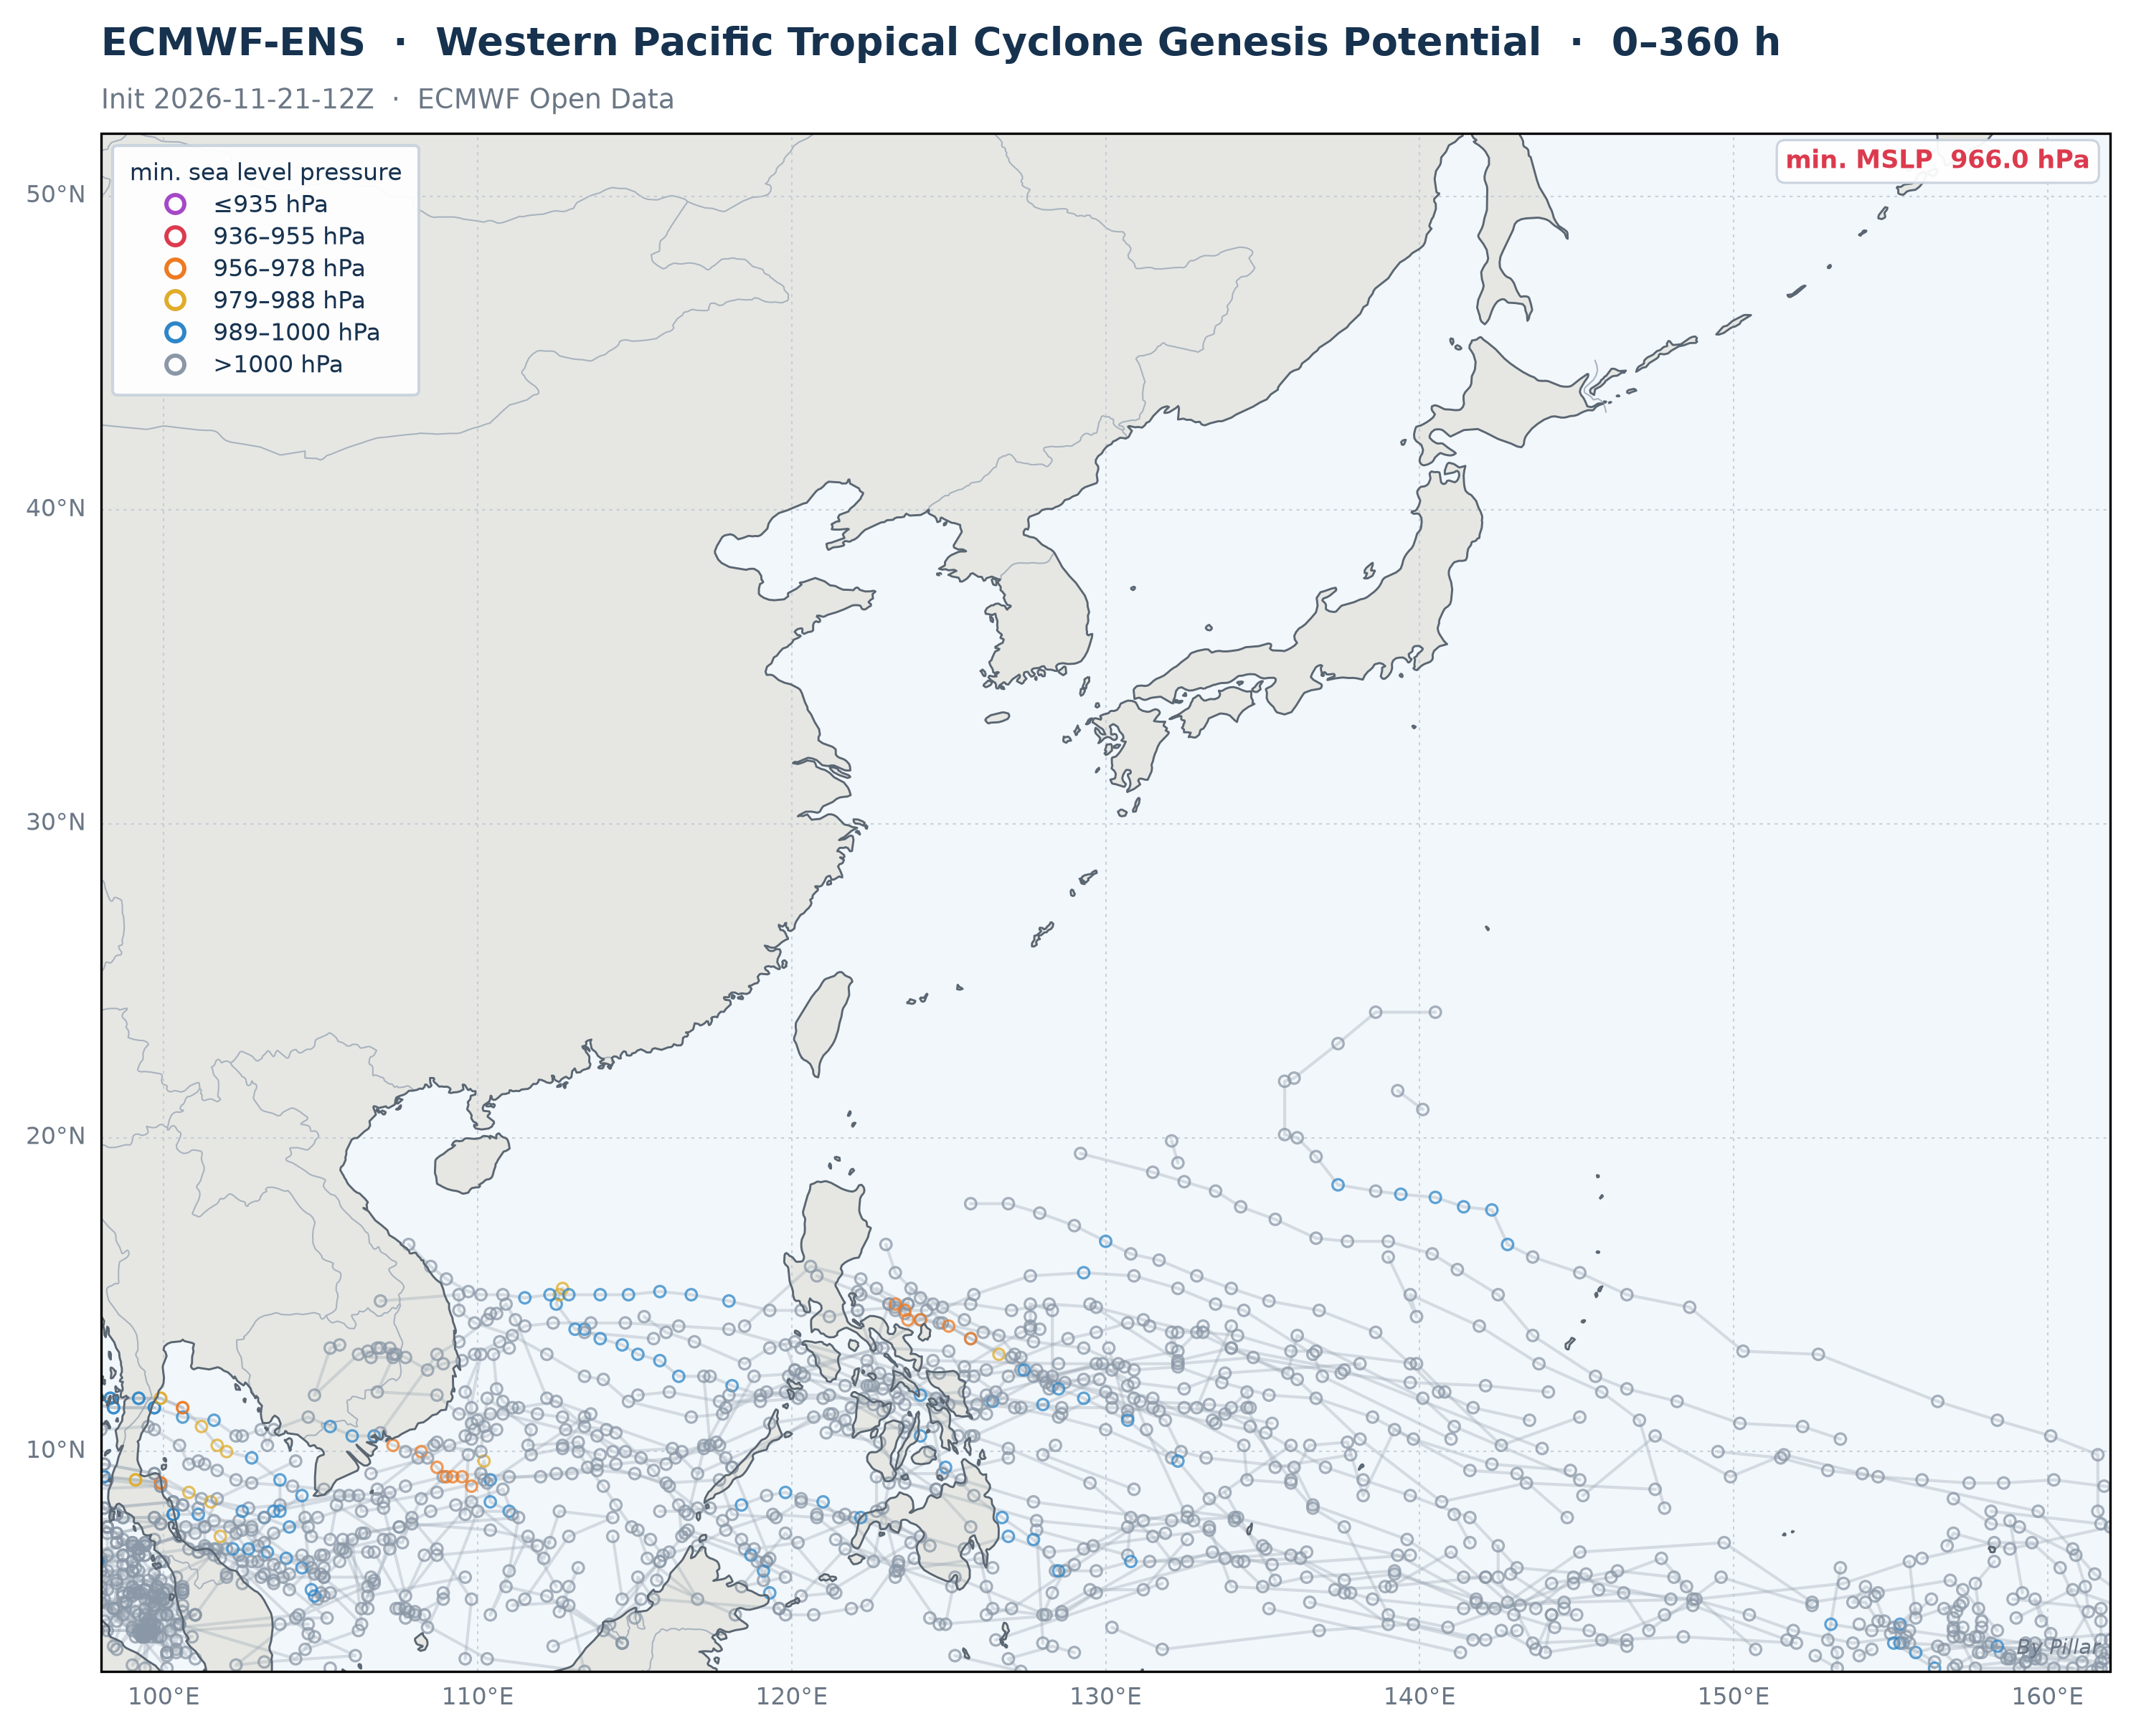 ECMWF-ENS · Western Pacific Tropical Cyclone Genesis Potential · 0–360 h
Init 2026-11-21-12Z · ECMWF Open Data
min. sea level pressure
≤935 hPa
936–955 hPa
956–978 hPa
979–988 hPa
989–1000 hPa
>1000 hPa
min. MSLP 966.0 hPa
50°N
40°N
30°N
20°N
10°N
By Pillar
100°E
110°E
120°E
130°E
140°E
150°E
160°E